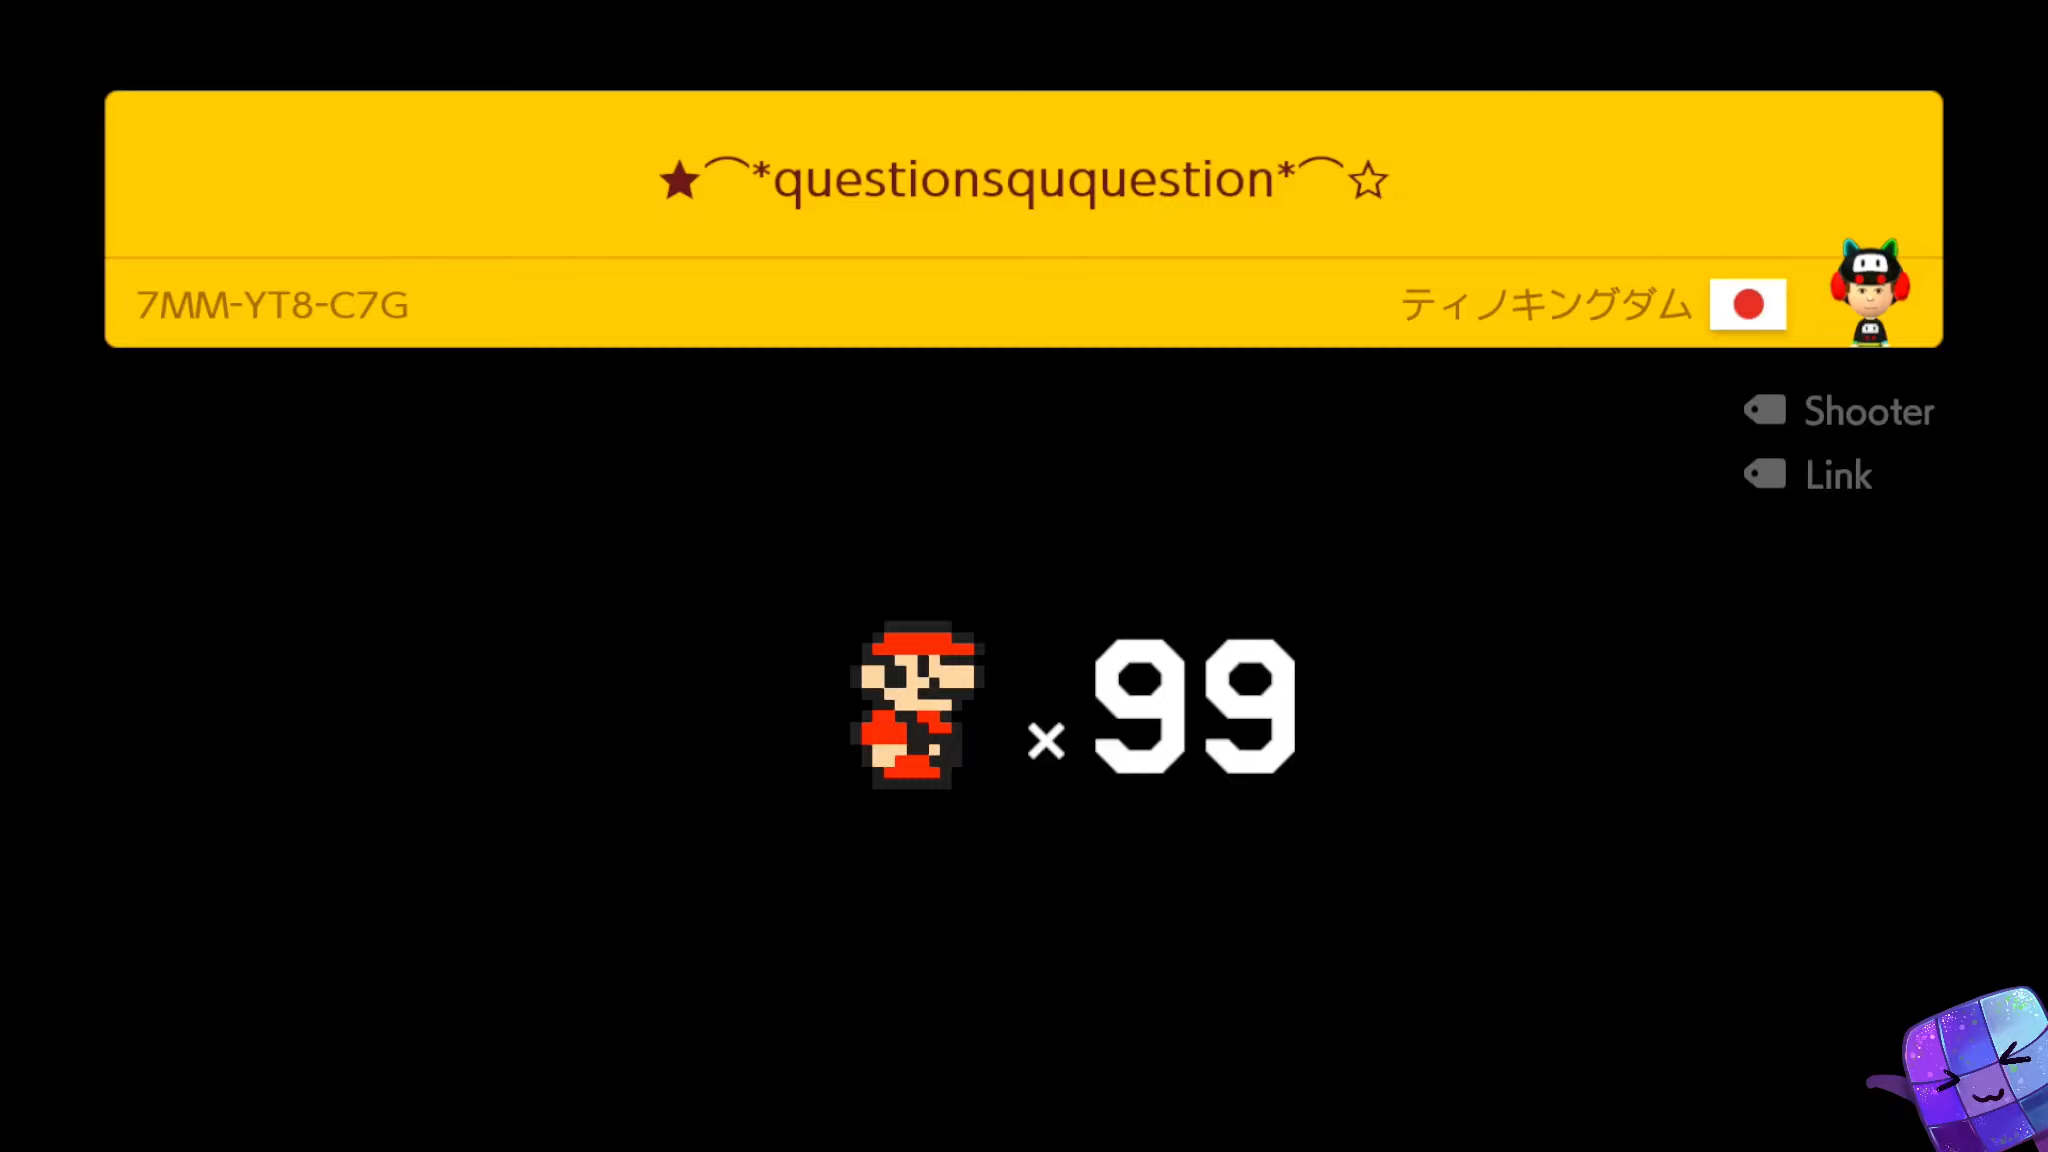 ★⌒*questionsququestion*⌒☆
7MM-YT8-C7G
ティノキングダム
Shooter
Link
×99